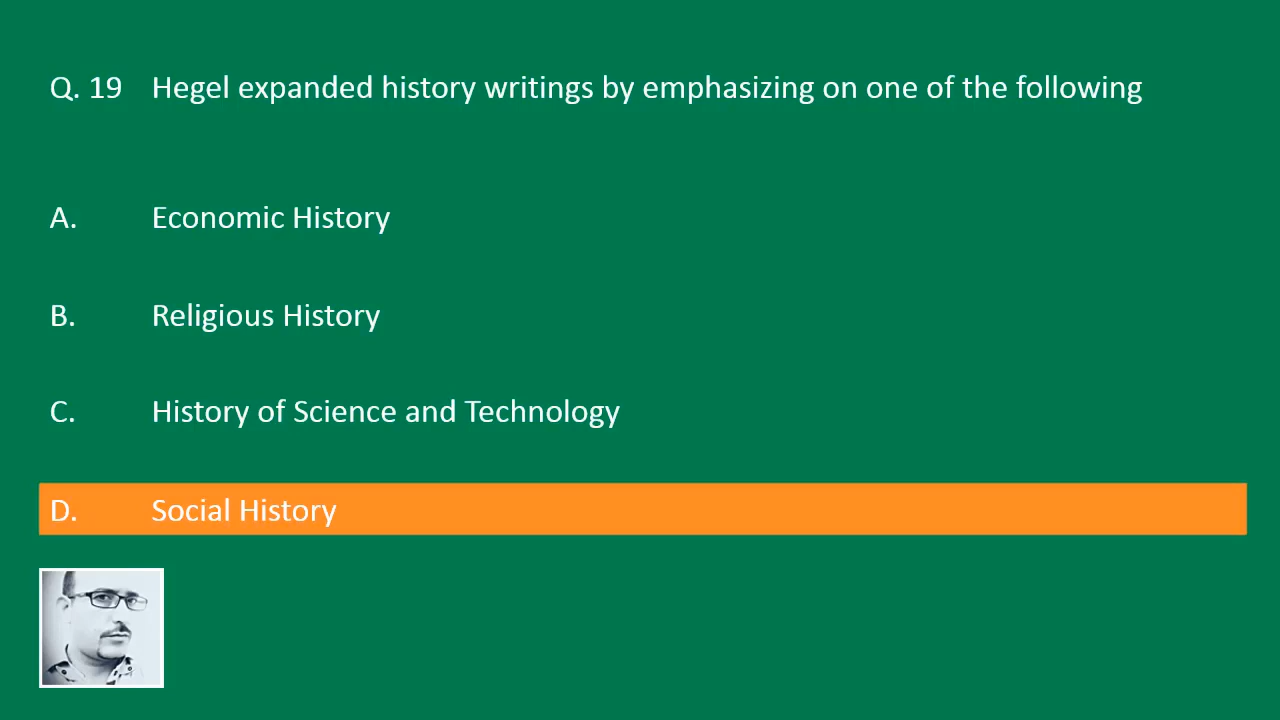 Q. 19 Hegel expanded history writings by emphasizing on one of the following
A. Economic History
B. Religious History
C. History of Science and Technology
D. Social History